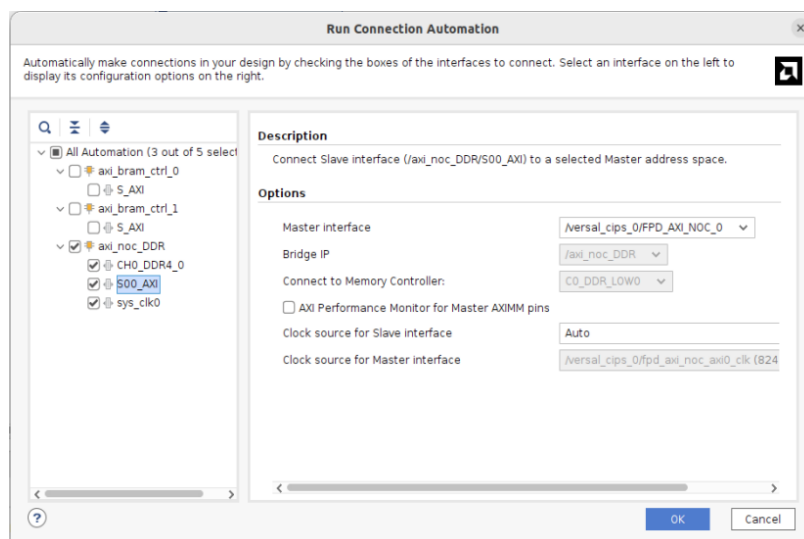 Run Connection Automation
Automatically make connections in your design by checking the boxes of the interfaces to connect. Select an interface on the left to
display its configuration options on the right.
All Automation (3 out of 5 select
axi_bram_ctrl_0
S_AXI
axi_bram_ctrl_1
S_AXI
axi_noc_DDR
CH0_DDR4_0
S00_AXI
sys_clk0
Description
Connect Slave interface (/axi_noc_DDR/S00_AXI) to a selected Master address space.
Options
Master interface
/versal_cips_0/FPD_AXI_NOC_0
Bridge IP
/axi_noc_DDR
Connect to Memory Controller:
C0_DDR_LOW0
AXI Performance Monitor for Master AXIMM pins
Clock source for Slave interface
Auto
Clock source for Master interface
/versal_cips_0/fpd_axi_noc_axi0_clk (824
?
OK
Cancel